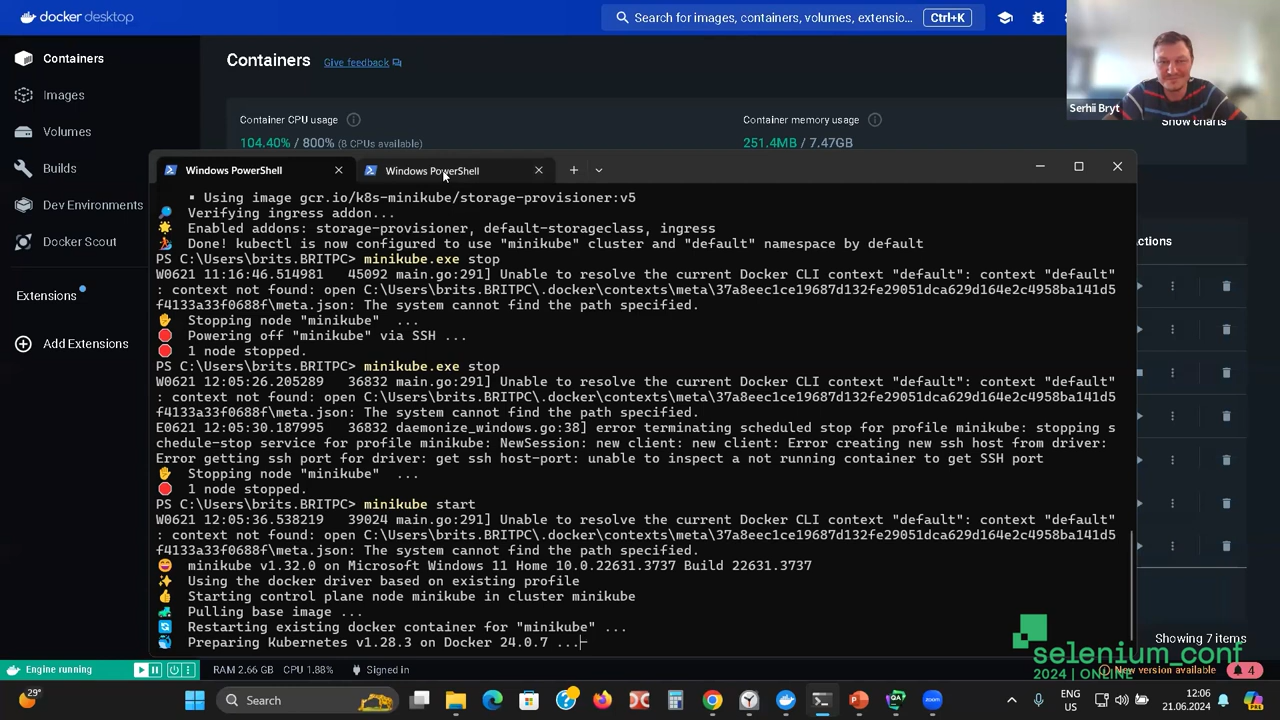 docker desktop
Search for images, containers, volumes, extensio...
Ctrl+K
Serhii Bryt
Containers
Images
Volumes
Builds
Dev Environments
Docker Scout
Extensions
Add Extensions
Containers
Give feedback
Container CPU usage
104.40% / 800% (8 CPUs available)
Container memory usage
251.4MB / 7.47GB
Show charts
ctions
Windows PowerShell
Windows PowerShell
▪ Using image gcr.io/k8s-minikube/storage-provisioner:v5
Verifying ingress addon...
Enabled addons: storage-provisioner, default-storageclass, ingress
Done! kubectl is now configured to use "minikube" cluster and "default" namespace by default
PS C:\Users\brits.BRITPC> minikube.exe stop
W0621 11:16:46.514981   45092 main.go:291] Unable to resolve the current Docker CLI context "default": context "default"
: context not found: open C:\Users\brits.BRITPC\.docker\contexts\meta\37a8eec1ce19687d132fe29051dca629d164e2c4958ba141d5
f4133a33f0688f\meta.json: The system cannot find the path specified.
Stopping node "minikube"  ...
Powering off "minikube" via SSH ...
1 node stopped.
PS C:\Users\brits.BRITPC> minikube.exe stop
W0621 12:05:26.205289   36832 main.go:291] Unable to resolve the current Docker CLI context "default": context "default"
: context not found: open C:\Users\brits.BRITPC\.docker\contexts\meta\37a8eec1ce19687d132fe29051dca629d164e2c4958ba141d5
f4133a33f0688f\meta.json: The system cannot find the path specified.
E0621 12:05:30.187995   36832 daemonize_windows.go:38] error terminating scheduled stop for profile minikube: stopping s
chedule-stop service for profile minikube: NewSession: new client: new client: Error creating new ssh host from driver:
Error getting ssh port for driver: get ssh host-port: unable to inspect a not running container to get SSH port
Stopping node "minikube"  ...
1 node stopped.
PS C:\Users\brits.BRITPC> minikube start
W0621 12:05:36.538219   39024 main.go:291] Unable to resolve the current Docker CLI context "default": context "default"
: context not found: open C:\Users\brits.BRITPC\.docker\contexts\meta\37a8eec1ce19687d132fe29051dca629d164e2c4958ba141d5
f4133a33f0688f\meta.json: The system cannot find the path specified.
minikube v1.32.0 on Microsoft Windows 11 Home 10.0.22631.3737 Build 22631.3737
Using the docker driver based on existing profile
Starting control plane node minikube in cluster minikube
Pulling base image ...
Restarting existing docker container for "minikube" ...
Preparing Kubernetes v1.28.3 on Docker 24.0.7 ...
Showing 7 items
selenium_conf
2024 | ONLINE
Engine running
RAM 2.66 GB  CPU 1.88%
Signed in
New version available
4
29°
Search
ENG
QC
12:06
21.06.2024